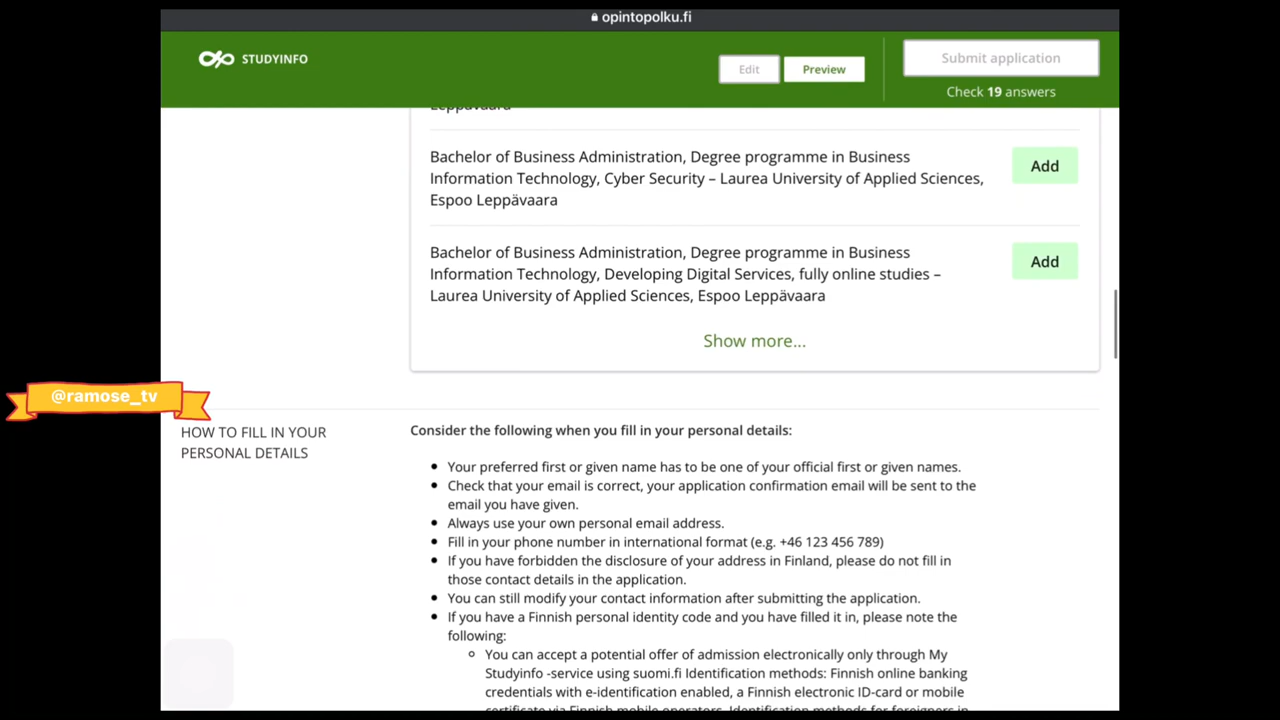 opintopolku.fi
STUDYINFO
Edit
Preview
Submit application
Check 19 answers
Leppävaara
Bachelor of Business Administration, Degree programme in Business
Information Technology, Cyber Security – Laurea University of Applied Sciences,
Espoo Leppävaara
Add
Bachelor of Business Administration, Degree programme in Business
Information Technology, Developing Digital Services, fully online studies –
Laurea University of Applied Sciences, Espoo Leppävaara
Add
Show more...
@ramose_tv
HOW TO FILL IN YOUR
PERSONAL DETAILS
Consider the following when you fill in your personal details:
• Your preferred first or given name has to be one of your official first or given names.
• Check that your email is correct, your application confirmation email will be sent to the
email you have given.
• Always use your own personal email address.
• Fill in your phone number in international format (e.g. +46 123 456 789)
• If you have forbidden the disclosure of your address in Finland, please do not fill in
those contact details in the application.
• You can still modify your contact information after submitting the application.
• If you have a Finnish personal identity code and you have filled it in, please note the
following:
◦ You can accept a potential offer of admission electronically only through My
Studyinfo -service using suomi.fi Identification methods: Finnish online banking
credentials with e-identification enabled, a Finnish electronic ID-card or mobile
certificate via Finnish mobile operators. Identification methods for foreigners in